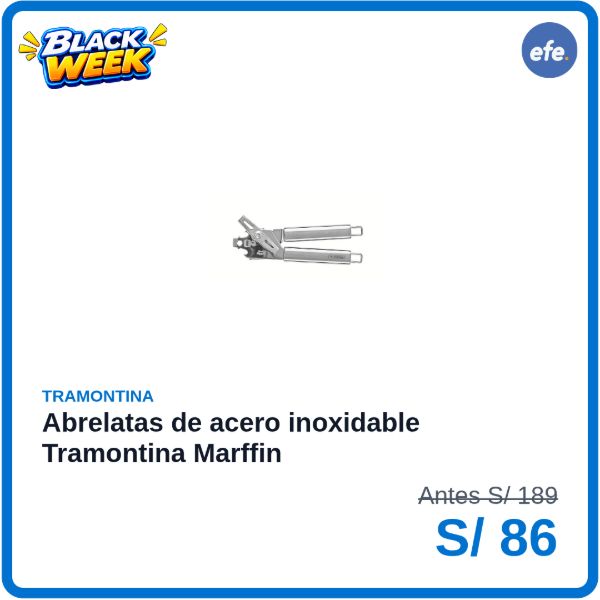 BLACK
WEEK
efe.
TRAMONTINA
Abrelatas de acero inoxidable
Tramontina Marffin
Antes S/ 189
S/ 86